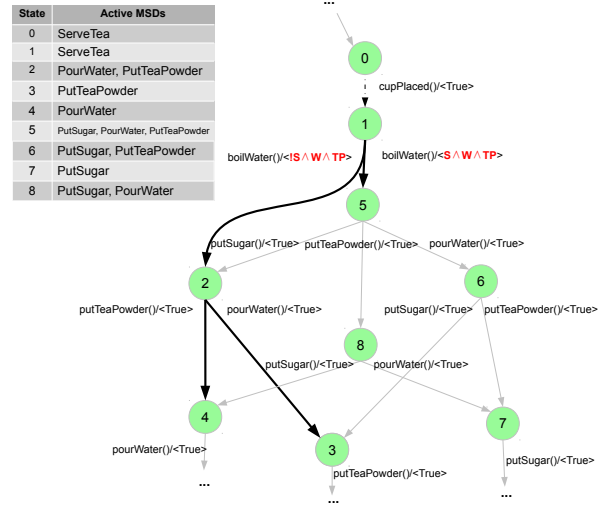 ...
State Active MSDs
0 ServeTea
1 ServeTea
2 PourWater, PutTeaPowder
3 PutTeaPowder
4 PourWater
5 PutSugar, PourWater, PutTeaPowder
6 PutSugar, PutTeaPowder
7 PutSugar
8 PutSugar, PourWater
0
cupPlaced()/<True>
1
boilWater()/<!S∧W∧TP> boilWater()/<S∧W∧TP>
5
putSugar()/<True> putTeaPowder()/<True> pourWater()/<True>
2 6
putTeaPowder()/<True> pourWater()/<True> putSugar()/<True> putTeaPowder()/<True>
8
putSugar()/<True> pourWater()/<True>
4 7
pourWater()/<True> 3 putSugar()/<True>
putTeaPowder()/<True>
... ... ...